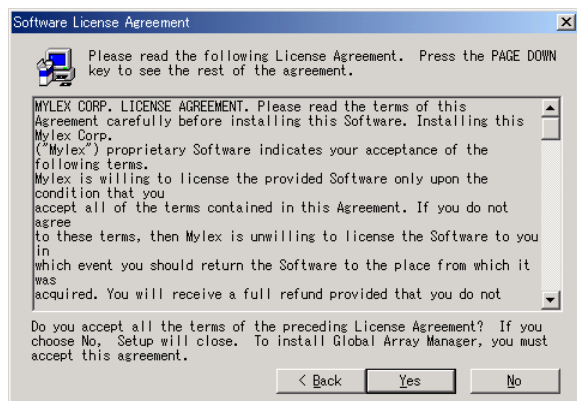 Software License Agreement
Please read the following License Agreement. Press the PAGE DOWN
key to see the rest of the agreement.
MYLEX CORP. LICENSE AGREEMENT. Please read the terms of this
Agreement carefully before installing this Software. Installing this
Mylex Corp.
("Mylex") proprietary Software indicates your acceptance of the
following terms.
Mylex is willing to license the provided Software only upon the
condition that you
accept all of the terms contained in this Agreement. If you do not
agree
to these terms, then Mylex is unwilling to license the Software to you
in
which event you should return the Software to the place from which it
was
acquired. You will receive a full refund provided that you do not
Do you accept all the terms of the preceding License Agreement? If you
choose No, Setup will close. To install Global Array Manager, you must
accept this agreement.
< Back Yes No